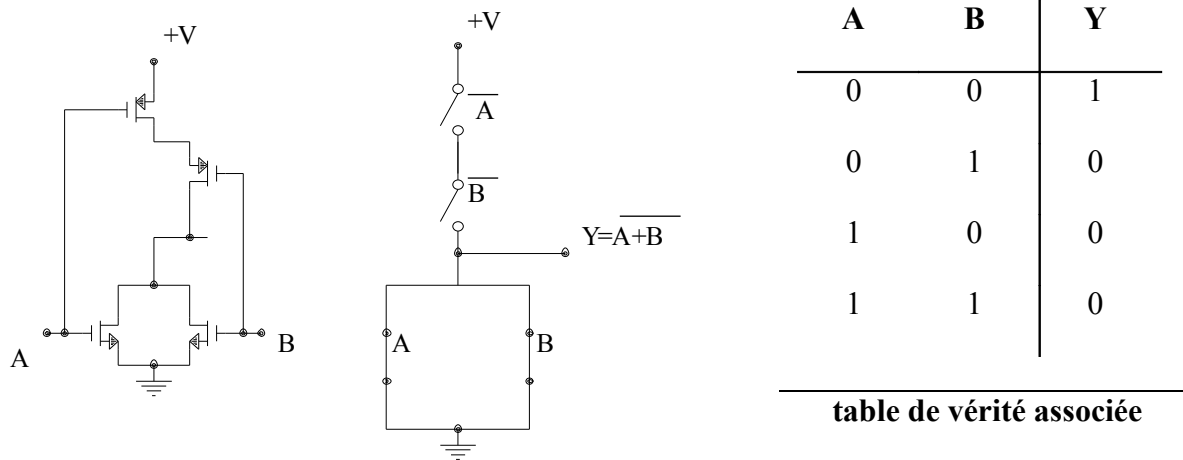 +V
A
B
+V
A
B
Y=A+B
A
B
A B Y
0 0 1
0 1 0
1 0 0
1 1 0
table de vérité associée